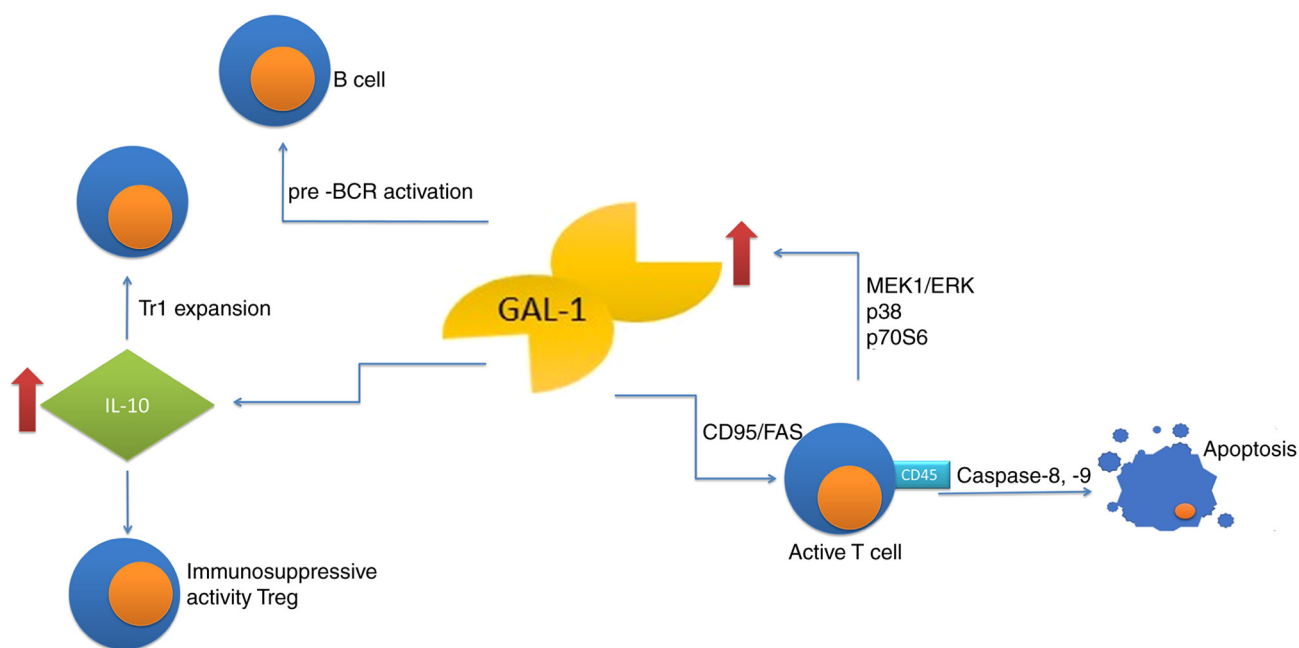 B cell
pre -BCR activation
Tr1 expansion
GAL-1
MEK1/ERK
p38
p70S6
IL-10
CD95/FAS
CD45
Caspase-8, -9
Apoptosis
Active T cell
Immunosuppressive
activity Treg